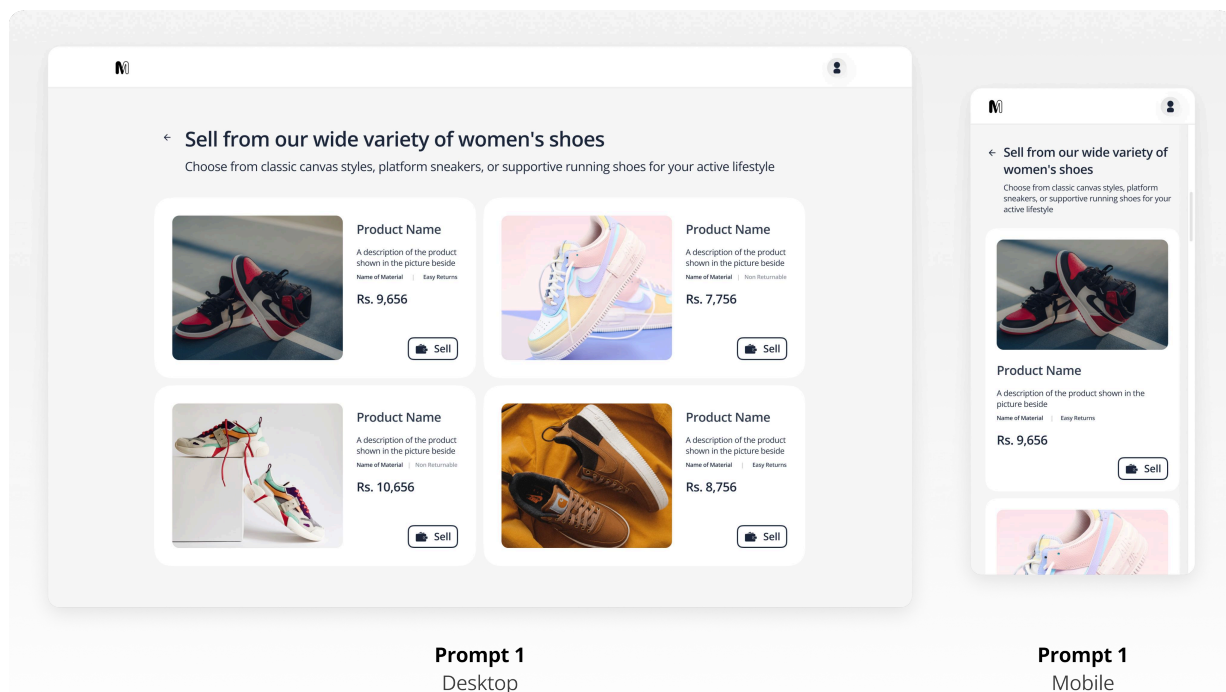 M
Sell from our wide variety of women's shoes
Choose from classic canvas styles, platform sneakers, or supportive running shoes for your active lifestyle
Product Name
A description of the product
shown in the picture beside
Name of Material | Easy Returns
Rs. 9,656
Sell
Product Name
A description of the product
shown in the picture beside
Name of Material | Non Returnable
Rs. 7,756
Sell
Product Name
A description of the product
shown in the picture beside
Name of Material | Non Returnable
Rs. 10,656
Sell
Product Name
A description of the product
shown in the picture beside
Name of Material | Easy Returns
Rs. 8,756
Sell
Prompt 1
Desktop
M
Sell from our wide variety of
women's shoes
Choose from classic canvas styles, platform
sneakers, or supportive running shoes for your
active lifestyle
Product Name
A description of the product shown in the
picture beside
Name of Material | Easy Returns
Rs. 9,656
Sell
Prompt 1
Mobile